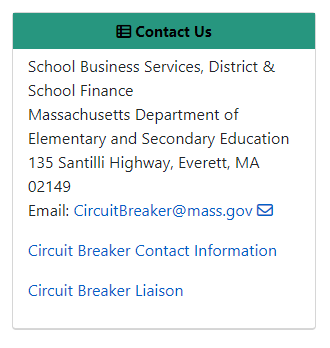 Contact Us
School Business Services, District &
School Finance
Massachusetts Department of
Elementary and Secondary Education
135 Santilli Highway, Everett, MA
02149
Email: CircuitBreaker@mass.gov
Circuit Breaker Contact Information
Circuit Breaker Liaison